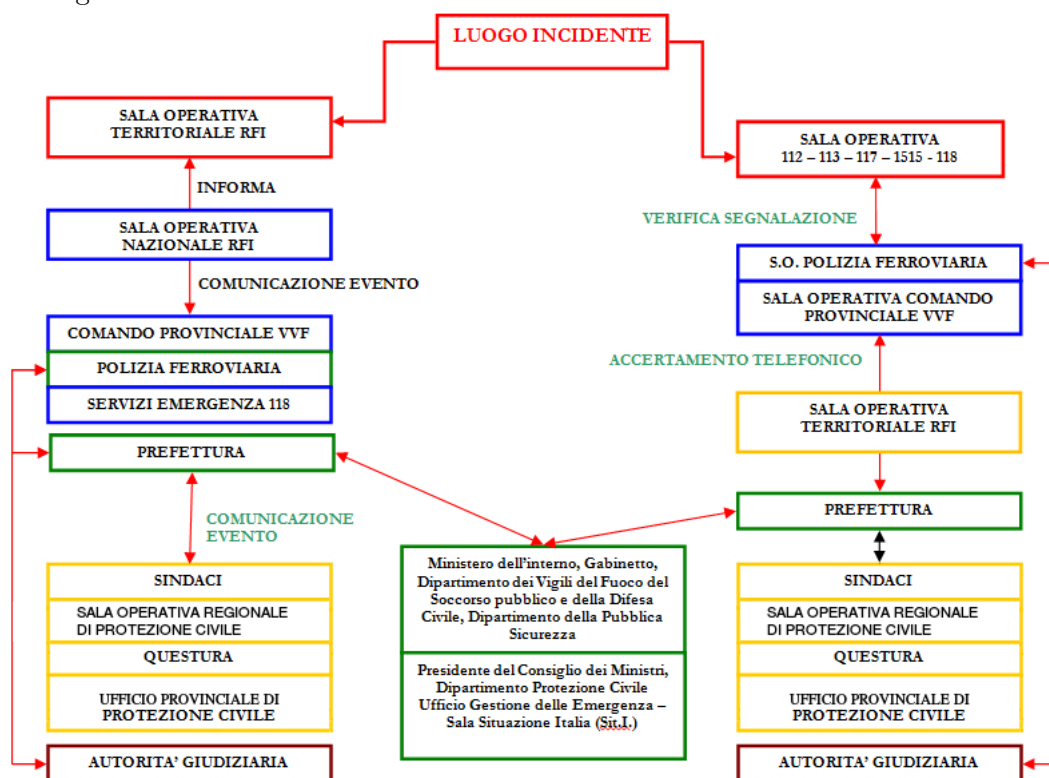 LUOGO INCIDENTE
SALA OPERATIVA
TERRITORIALE RFI
INFORMA
SALA OPERATIVA
NAZIONALE RFI
COMUNICAZIONE EVENTO
COMANDO PROVINCIALE VVF
POLIZIA FERROVIARIA
SERVIZI EMERGENZA 118
PREFETTURA
COMUNICAZIONE
EVENTO
SINDACI
SALA OPERATIVA REGIONALE
DI PROTEZIONE CIVILE
QUESTURA
UFFICIO PROVINCIALE DI
PROTEZIONE CIVILE
AUTORITA' GIUDIZIARIA
Ministero dell'interno, Gabinetto,
Dipartimento dei Vigili del Fuoco del
Soccorso pubblico e della Difesa
Civile, Dipartimento della Pubblica
Sicurezza
Presidente del Consiglio dei Ministri,
Dipartimento Protezione Civile
Ufficio Gestione delle Emergenza –
Sala Situazione Italia (Sit.I.)
SALA OPERATIVA
112 – 113 – 117 – 1515 - 118
VERIFICA SEGNALAZIONE
S.O. POLIZIA FERROVIARIA
SALA OPERATIVA COMANDO
PROVINCIALE VVF
ACCERTAMENTO TELEFONICO
SALA OPERATIVA
TERRITORIALE RFI
PREFETTURA
SINDACI
SALA OPERATIVA REGIONALE
DI PROTEZIONE CIVILE
QUESTURA
UFFICIO PROVINCIALE DI
PROTEZIONE CIVILE
AUTORITA' GIUDIZIARIA